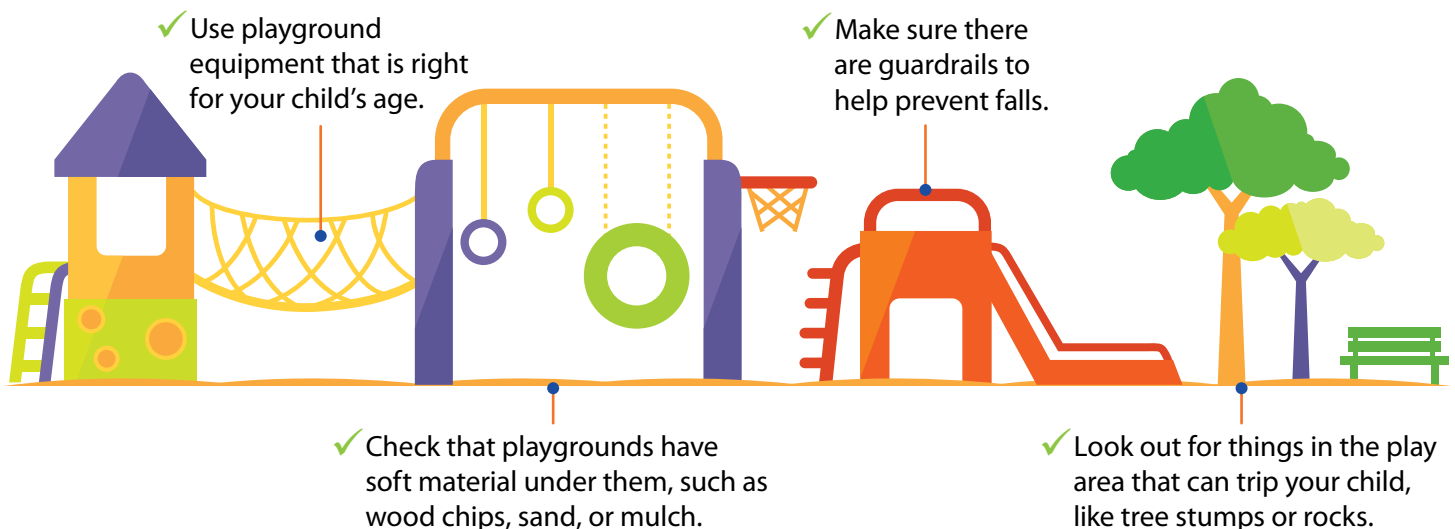 ✓ Use playground
equipment that is right
for your child’s age.
✓ Make sure there
are guardrails to
help prevent falls.
✓ Check that playgrounds have
soft material under them, such as
wood chips, sand, or mulch.
✓ Look out for things in the play
area that can trip your child,
like tree stumps or rocks.